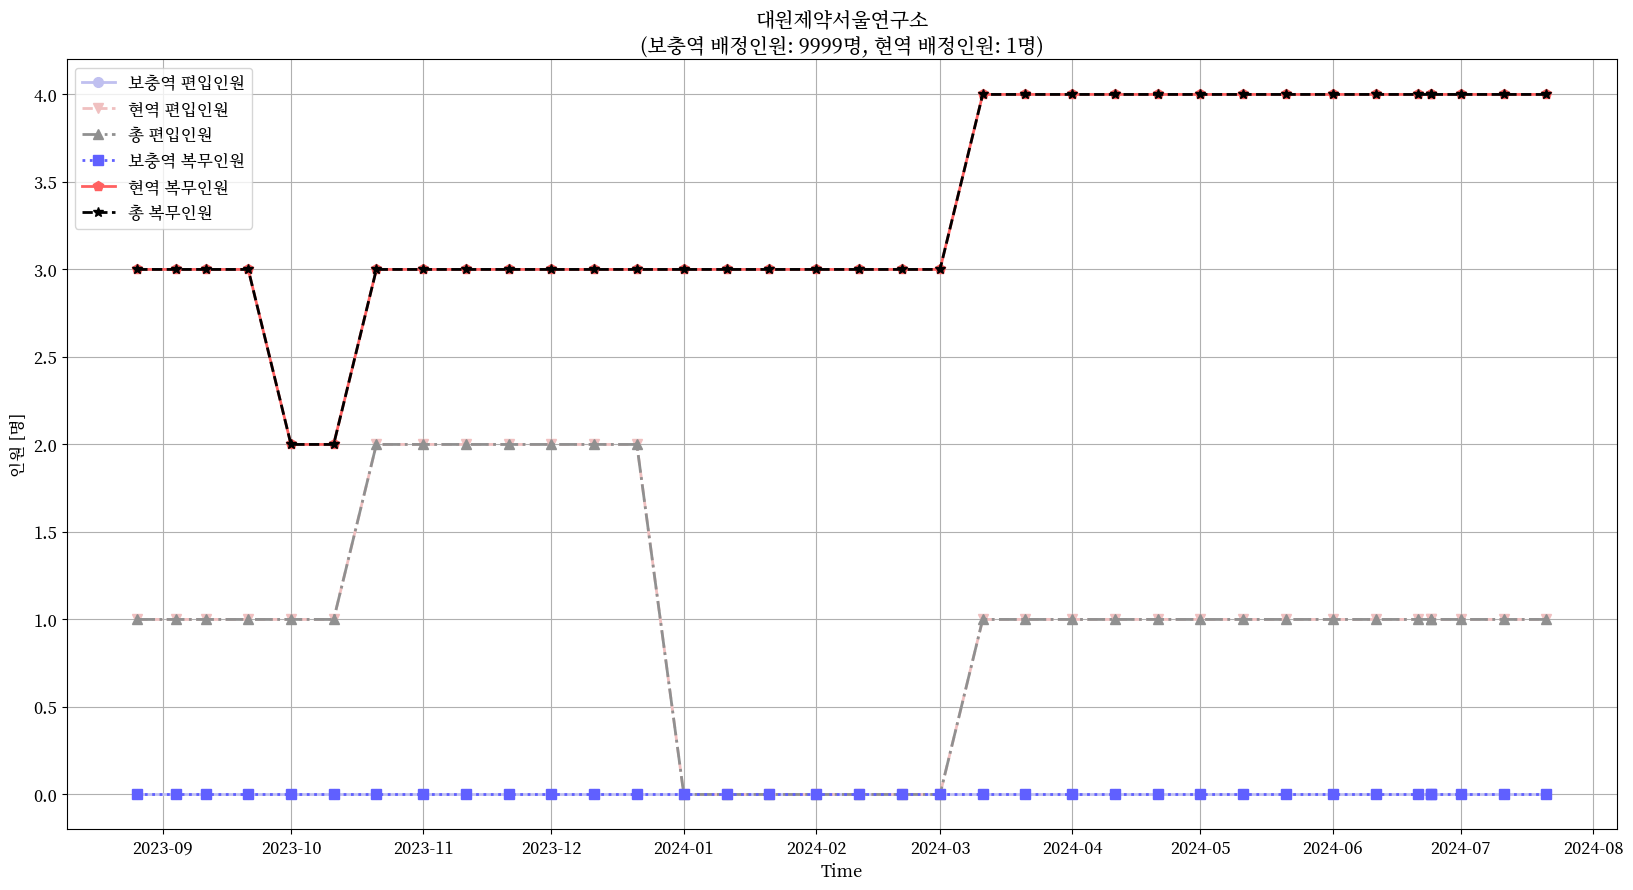 대원제약서울연구소
(보충역 배정인원: 9999명, 현역 배정인원: 1명)
보충역 편입인원
현역 편입인원
총 편입인원
보충역 복무인원
현역 복무인원
총 복무인원
4.0
3.5
3.0
2.5
2.0
1.5
1.0
0.5
0.0
인원 [명]
2023-09 2023-10 2023-11 2023-12 2024-01 2024-02 2024-03 2024-04 2024-05 2024-06 2024-07 2024-08
Time